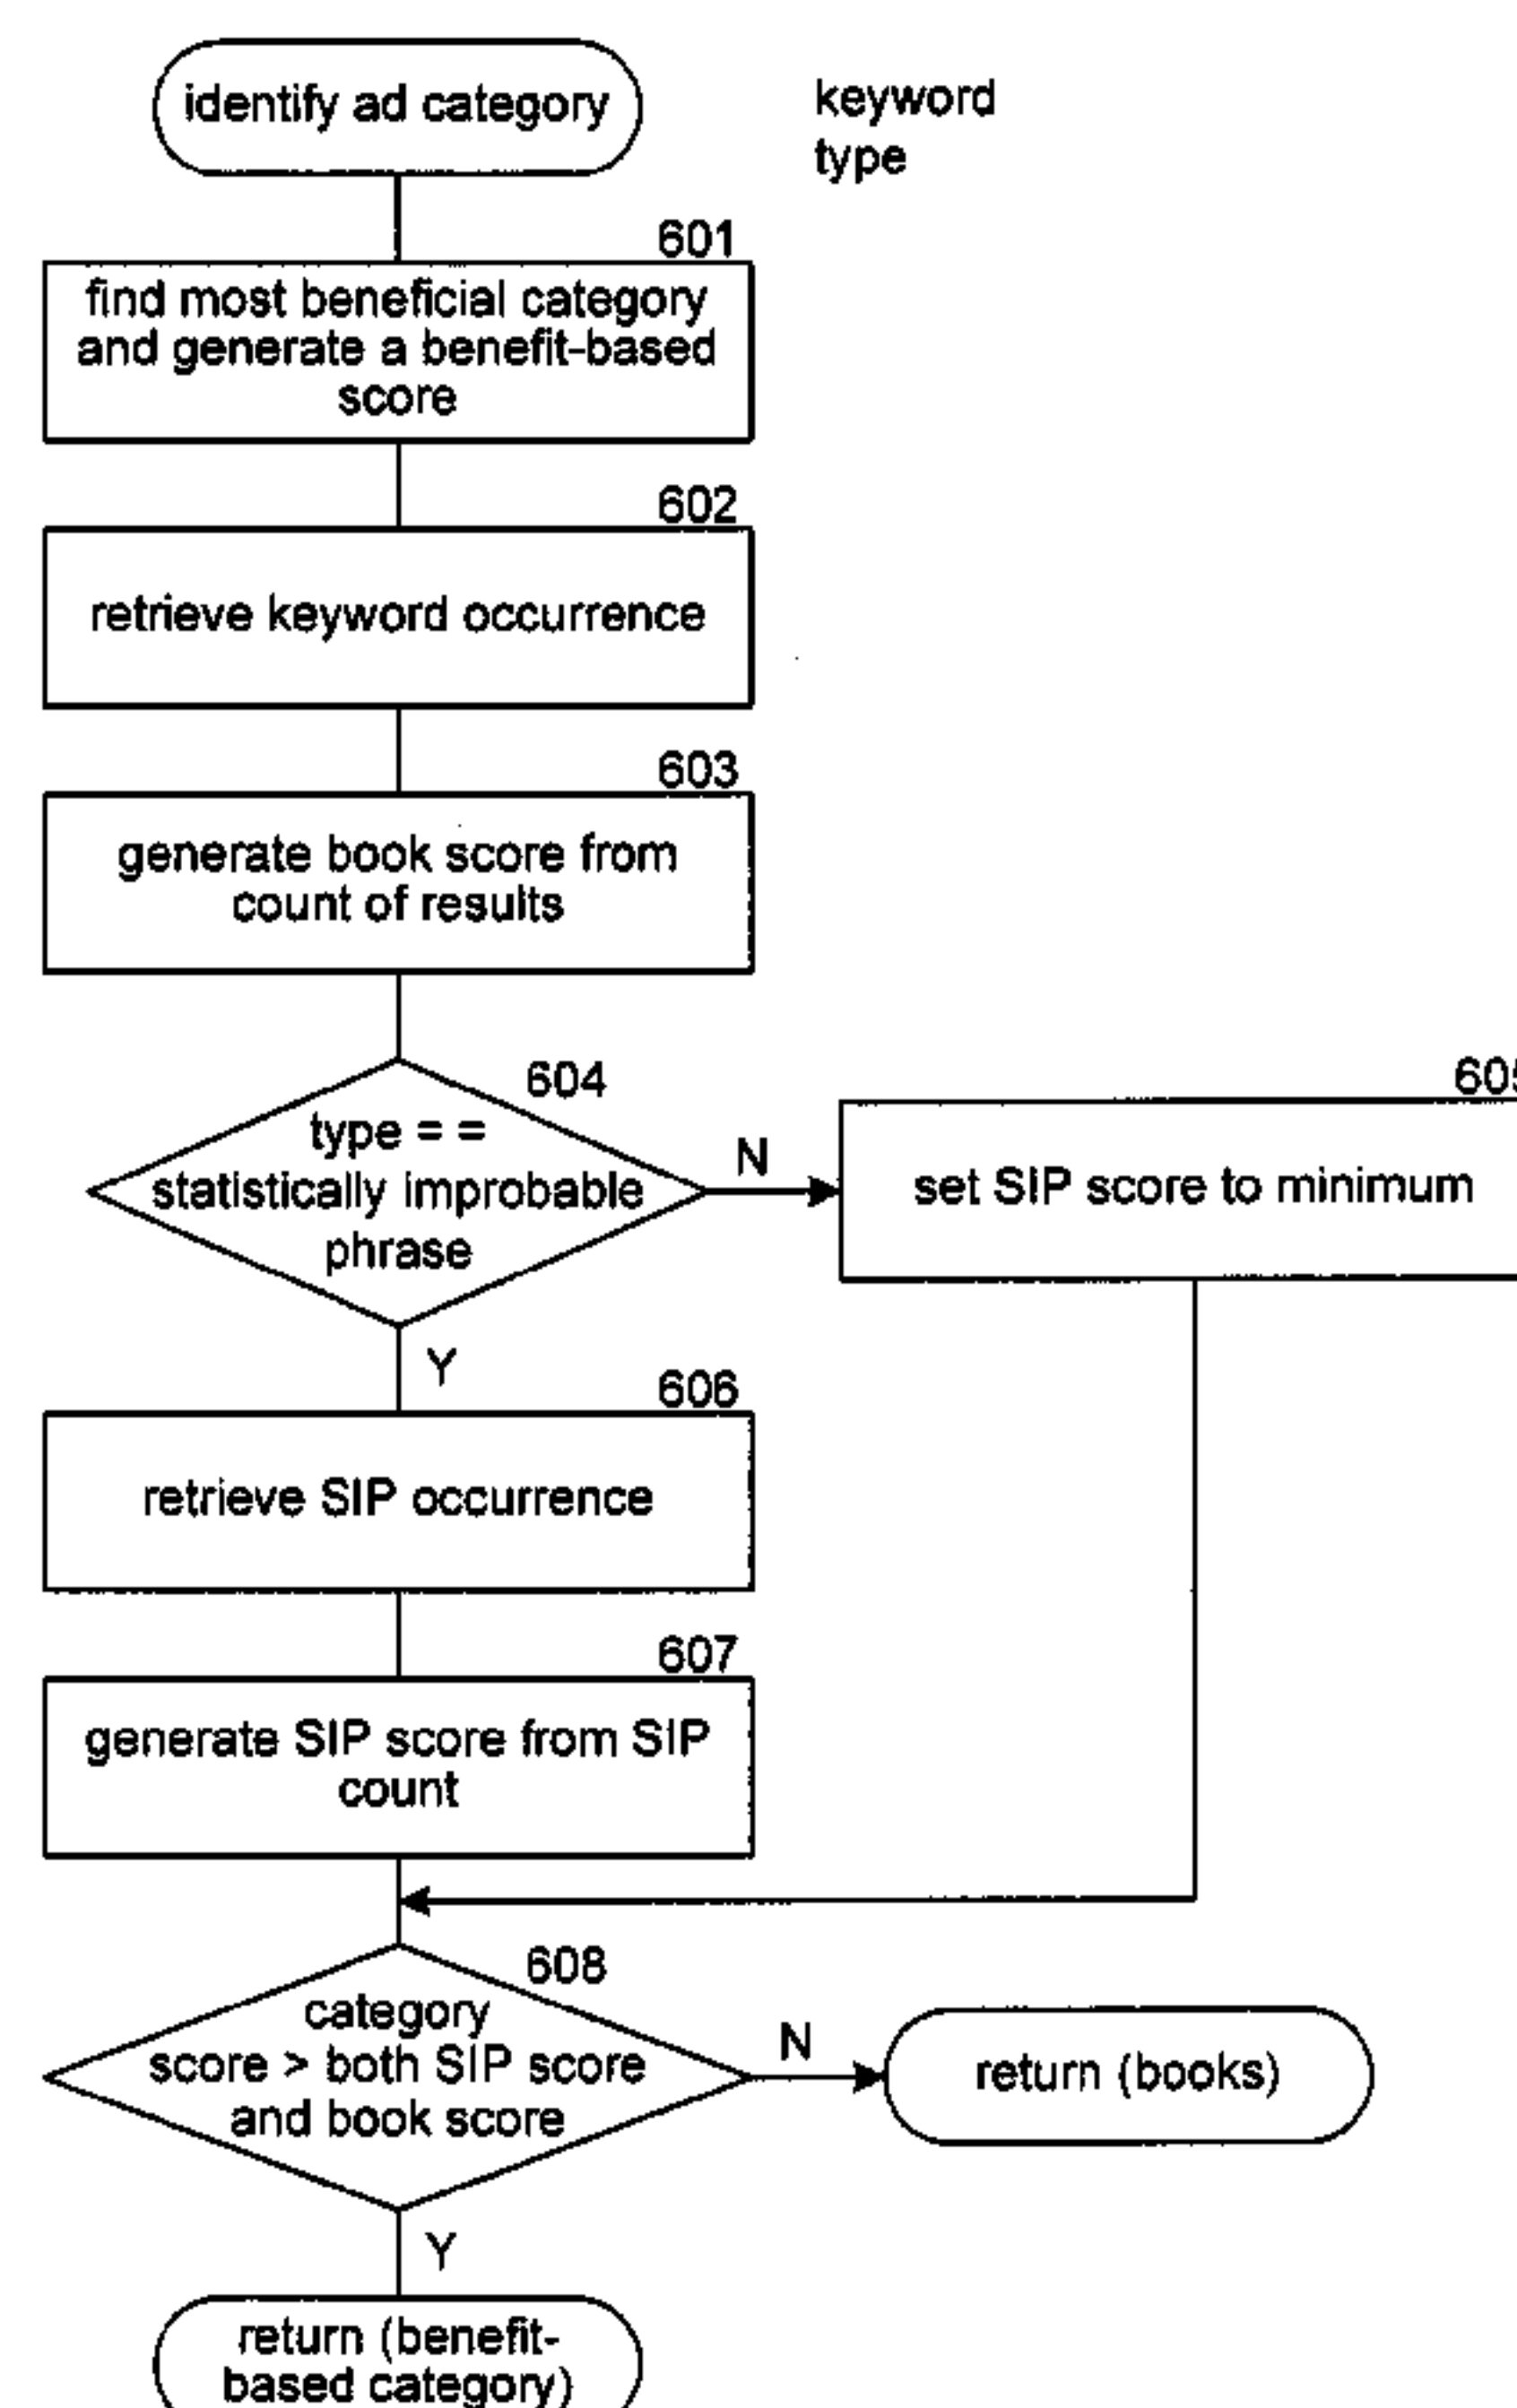 identify ad category
keyword
type
601
find most beneficial category
and generate a benefit-based
score
602
retrieve keyword occurrence
603
generate book score from
count of results
604
type = =
statistically improbable
phrase
N
605
set SIP score to minimum
Y
606
retrieve SIP occurrence
607
generate SIP score from SIP
count
608
category
score > both SIP score
and book score
N
return (books)
Y
return (benefit-
based category)